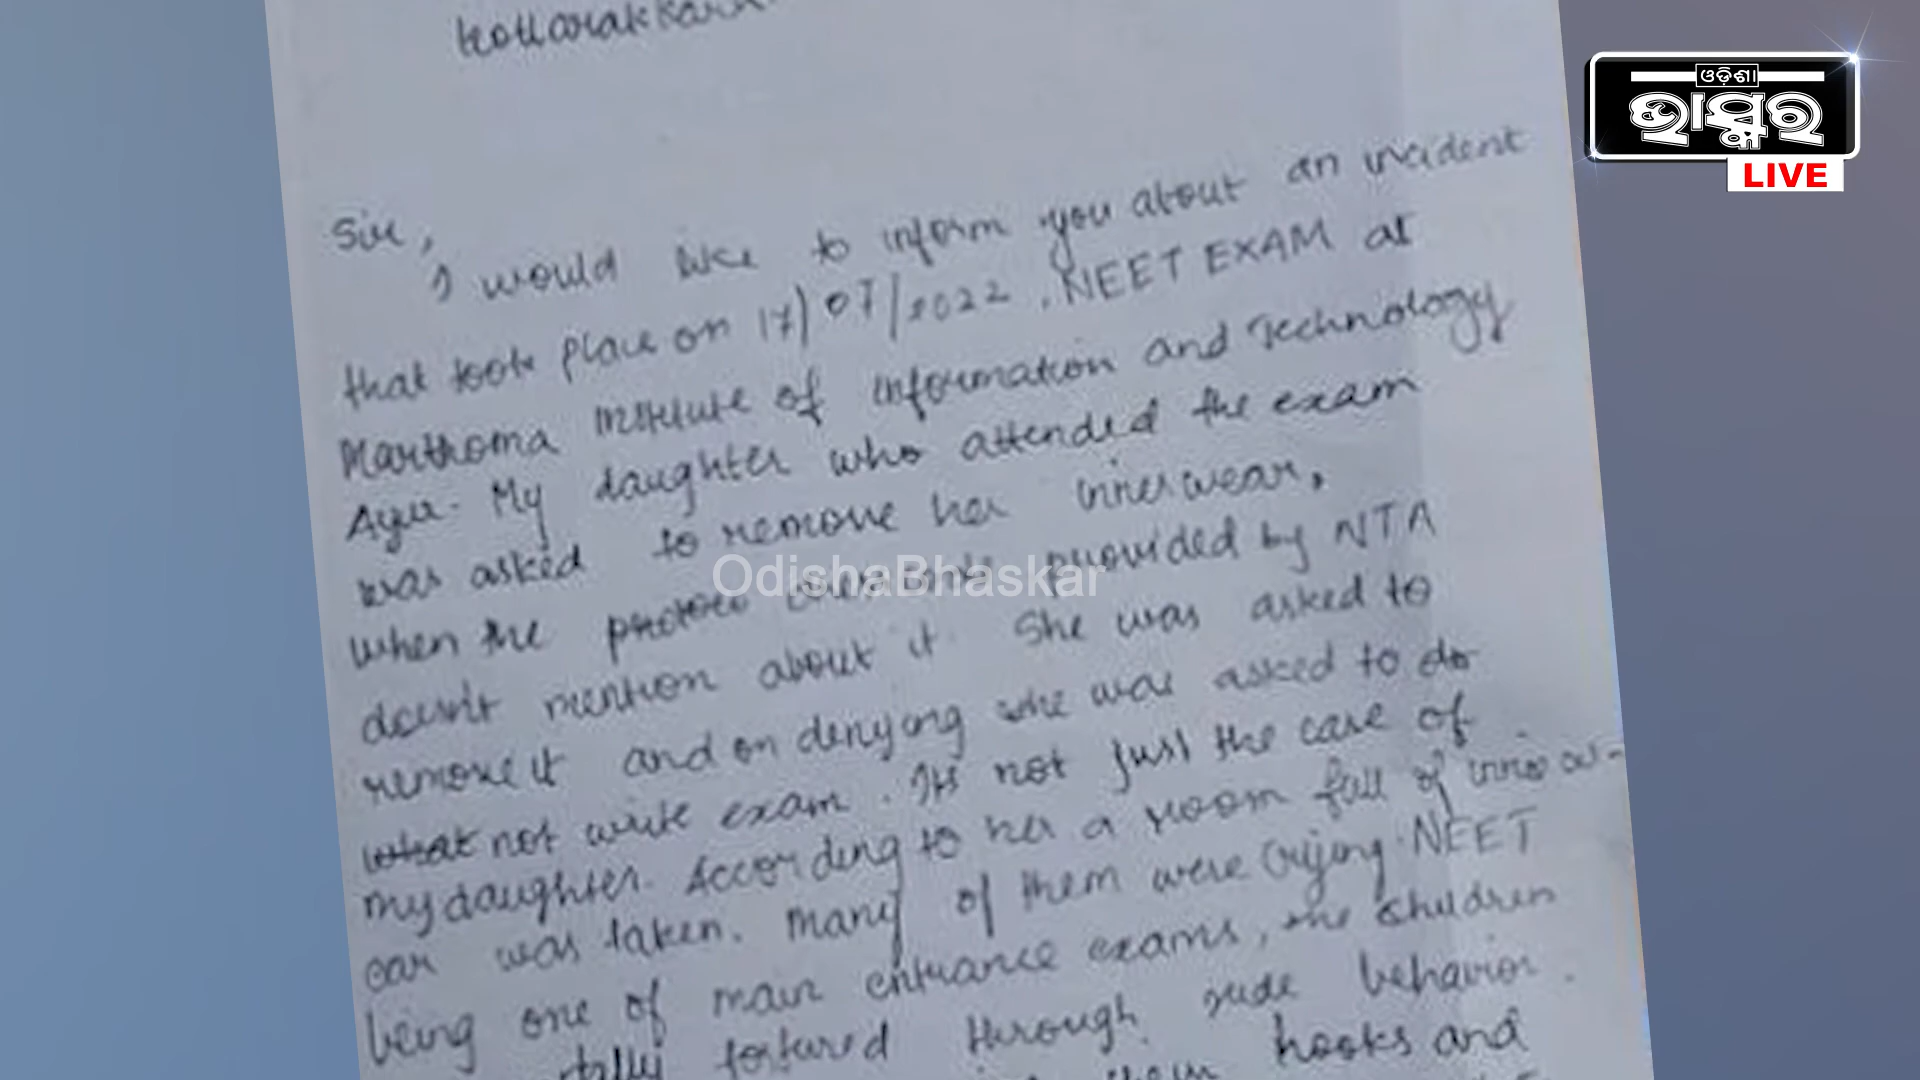 kottarakkara
ଓଡ଼ିଶା
ଭାସ୍କର
LIVE
Sir,
I would like to inform you about an incident
that took place on 17/07/2022. NEET EXAM at
Marthoma institute of information and Technology
Ayur. My daughter who attended the exam
was asked to remove her innerwear,
when the provided by NTA
OdishaBhaskar
doesn't mention about it. She was asked to
remove it and on denying she was asked to do
what not write exam. Its not just the case of
my daughter. According to her a room full of inner w-
ear was taken. Many of them were crying. NEET
being one of main entrance exams, the children
tortured through rude behavior.
hooks and